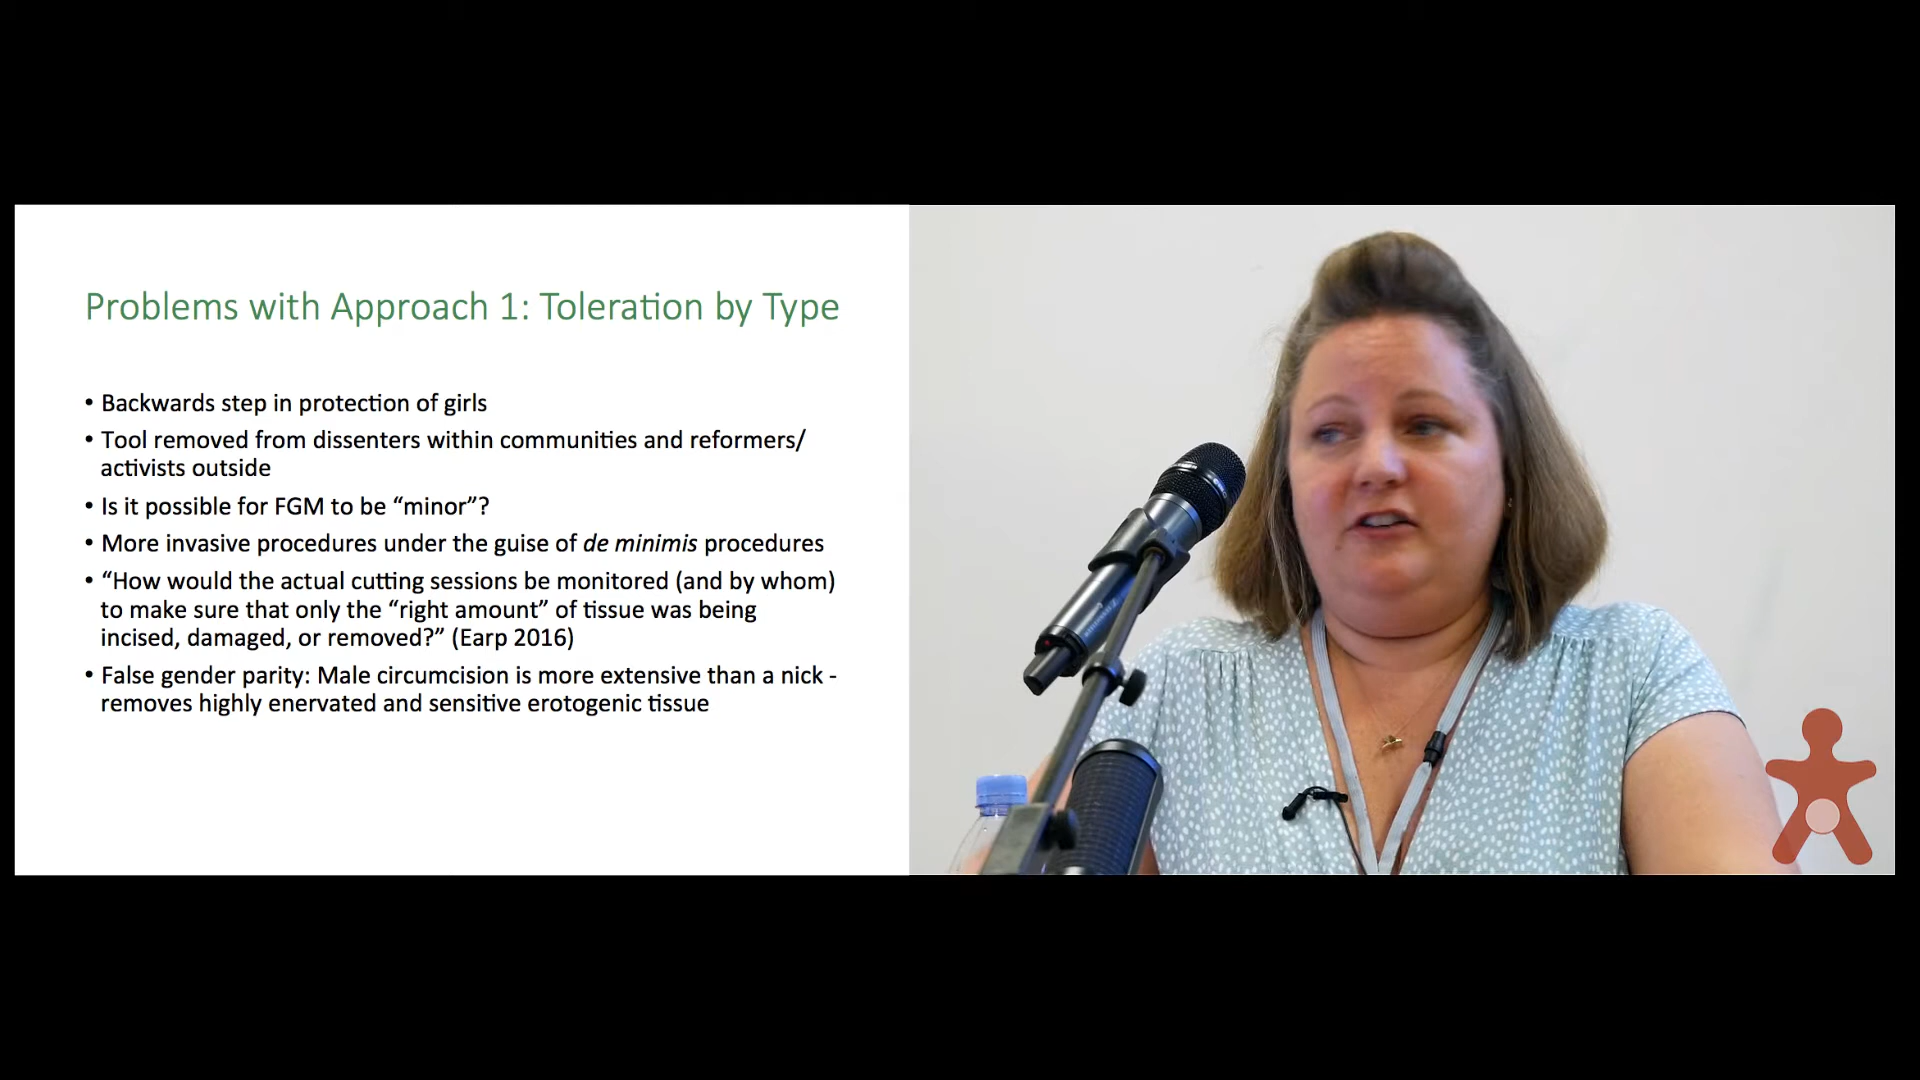 Problems with Approach 1: Toleration by Type
• Backwards step in protection of girls
• Tool removed from dissenters within communities and reformers/
activists outside
• Is it possible for FGM to be “minor”?
• More invasive procedures under the guise of de minimis procedures
• “How would the actual cutting sessions be monitored (and by whom)
to make sure that only the “right amount” of tissue was being
incised, damaged, or removed?” (Earp 2016)
• False gender parity: Male circumcision is more extensive than a nick -
removes highly enervated and sensitive erotogenic tissue